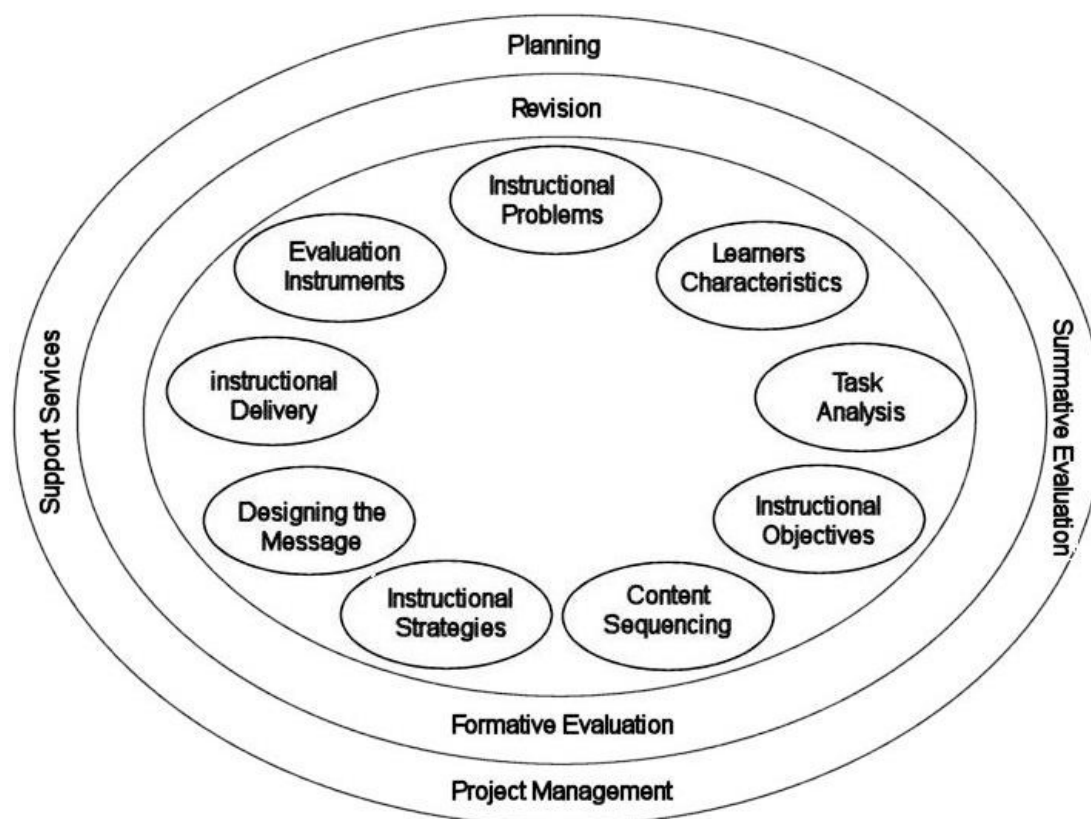 Planning
Revision
Instructional
Problems
Evaluation
Instruments
Learners
Characteristics
instructional
Delivery
Task
Analysis
Support Services
Summative Evaluation
Designing the
Message
Instructional
Objectives
Instructional
Strategies
Content
Sequencing
Formative Evaluation
Project Management